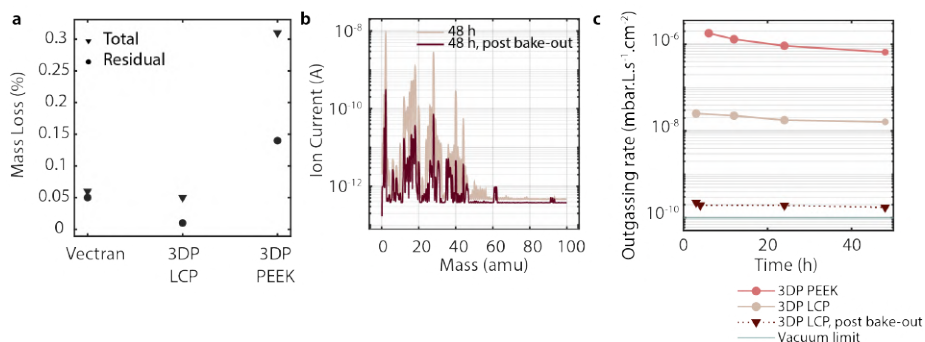 a
Mass Loss (%)
0.3
0.25
0.2
0.15
0.1
0.05
0
Total
Residual
Vectran
3DP
LCP
3DP
PEEK
b
Ion Current (A)
10-8
10-10
10-12
48 h
48 h, post bake-out
0 20 40 60 80 100
Mass (amu)
c
Outgassing rate (mbar.L.s-1.cm-2)
10-6
10-8
10-10
0 20 40
Time (h)
3DP PEEK
3DP LCP
3DP LCP, post bake-out
Vacuum limit